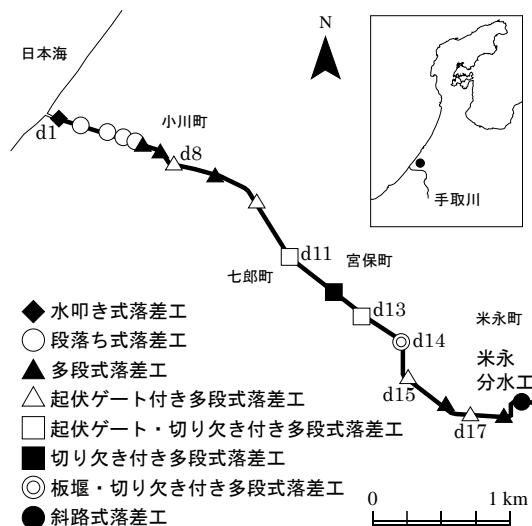 日本海
N
d1
小川町
d8
手取川
d11
宮保町
七郎町
d13
米永町
d14
米永
分水工
d15
d17
水叩き式落差工
段落ち式落差工
多段式落差工
起伏ゲート付き多段式落差工
起伏ゲート・切り欠き付き多段式落差工
切り欠き付き多段式落差工
板堰・切り欠き付き多段式落差工
斜路式落差工
0 1 km